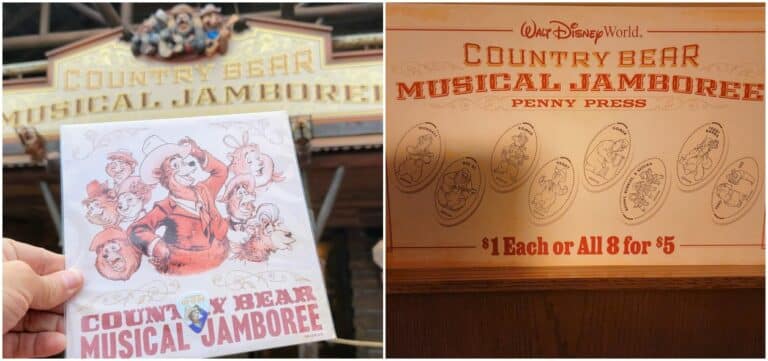 COUNTRY BEAR
MUSICAL JAMBOREE
COUNTRY BEAR
MUSICAL JAMBOREE
Walt Disney World.
COUNTRY BEAR
MUSICAL JAMBOREE
PENNY PRESS
$1 Each or All 8 for $5